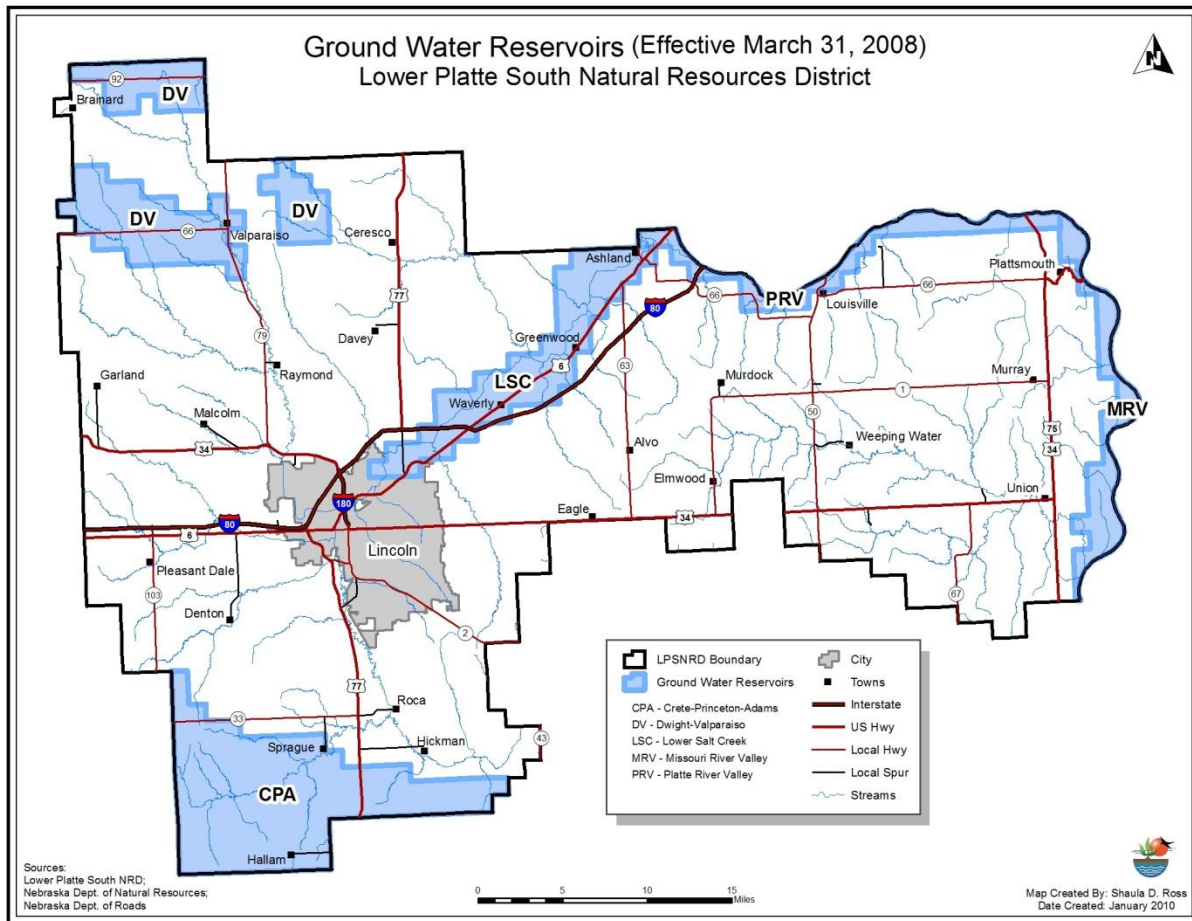 Ground Water Reservoirs (Effective March 31, 2008)
Lower Platte South Natural Resources District
N
92
DV
Brainard
DV
DV
66
Valparaiso
Ceresco
77
Ashland
Plattsmouth
PRV
66
66
Louisville
80
79
Davey
Greenwood
6
63
Raymond
Garland
LSC
Murdock
1
Murray
Waverly
MRV
Malcolm
50
75
34
34
Alvo
Weeping Water
Elmwood
Union
180
Eagle
34
80
6
Lincoln
Pleasant Dale
103
Denton
67
2
77
Roca
33
Sprague
Hickman
43
CPA
Hallam
LPSNRD Boundary
Ground Water Reservoirs
CPA - Crete-Princeton-Adams
DV - Dwight-Valparaiso
LSC - Lower Salt Creek
MRV - Missouri River Valley
PRV - Platte River Valley
City
Towns
Interstate
US Hwy
Local Hwy
Local Spur
Streams
Sources:
Lower Platte South NRD;
Nebraska Dept. of Natural Resources;
Nebraska Dept. of Roads
0 5 10 15
Miles
Map Created By: Shaula D. Ross
Date Created: January 2010